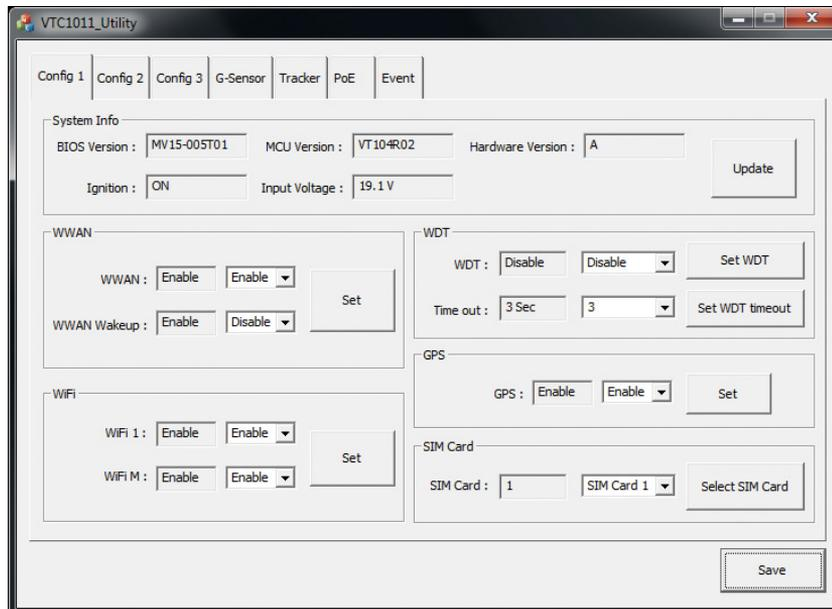 VTC1011_Utility
Config 1 Config 2 Config 3 G-Sensor Tracker PoE Event
System Info
BIOS Version : MV15-005T01 MCU Version : VT104R02 Hardware Version : A
Update
Ignition : ON Input Voltage : 19.1 V
WWAN
WWAN : Enable Enable
Set
WWAN Wakeup : Enable Disable
WDT
WDT : Disable Disable Set WDT
Time out : 3 Sec 3 Set WDT timeout
GPS
GPS : Enable Enable Set
WiFi
WiFi 1 : Enable Enable
Set
WiFi M : Enable Enable
SIM Card
SIM Card : 1 SIM Card 1 Select SIM Card
Save